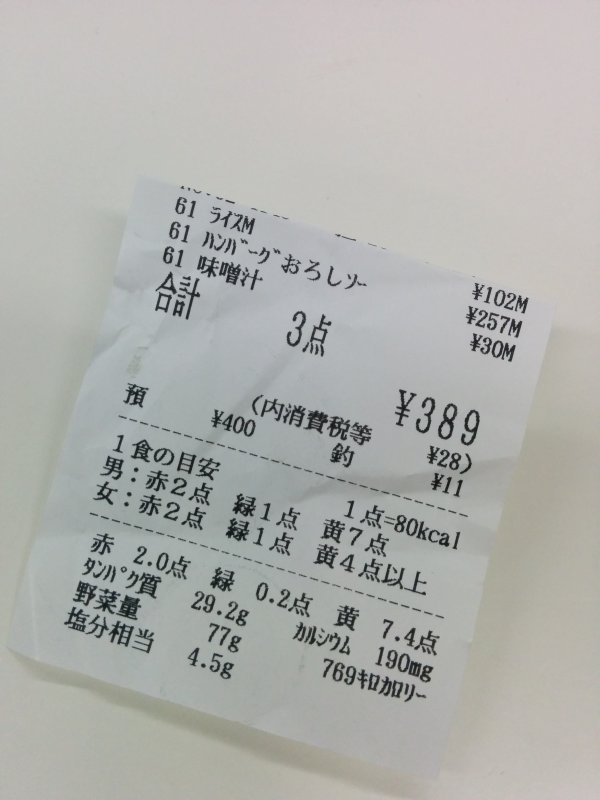 61 ライスM ¥102M
61 ハンバーグおろしソー ¥257M
61 味噌汁 ¥30M
合計 3点 ¥389
(内消費税等 ¥28)
預 ¥400 釣 ¥11
1食の目安 1点=80kcal
男:赤2点 緑1点 黄7点
女:赤2点 緑1点 黄4点以上
赤 2.0点 緑 0.2点 黄 7.4点
タンパク質 29.2g カルシウム 190mg
野菜量 77g 769キロカロリー
塩分相当 4.5g